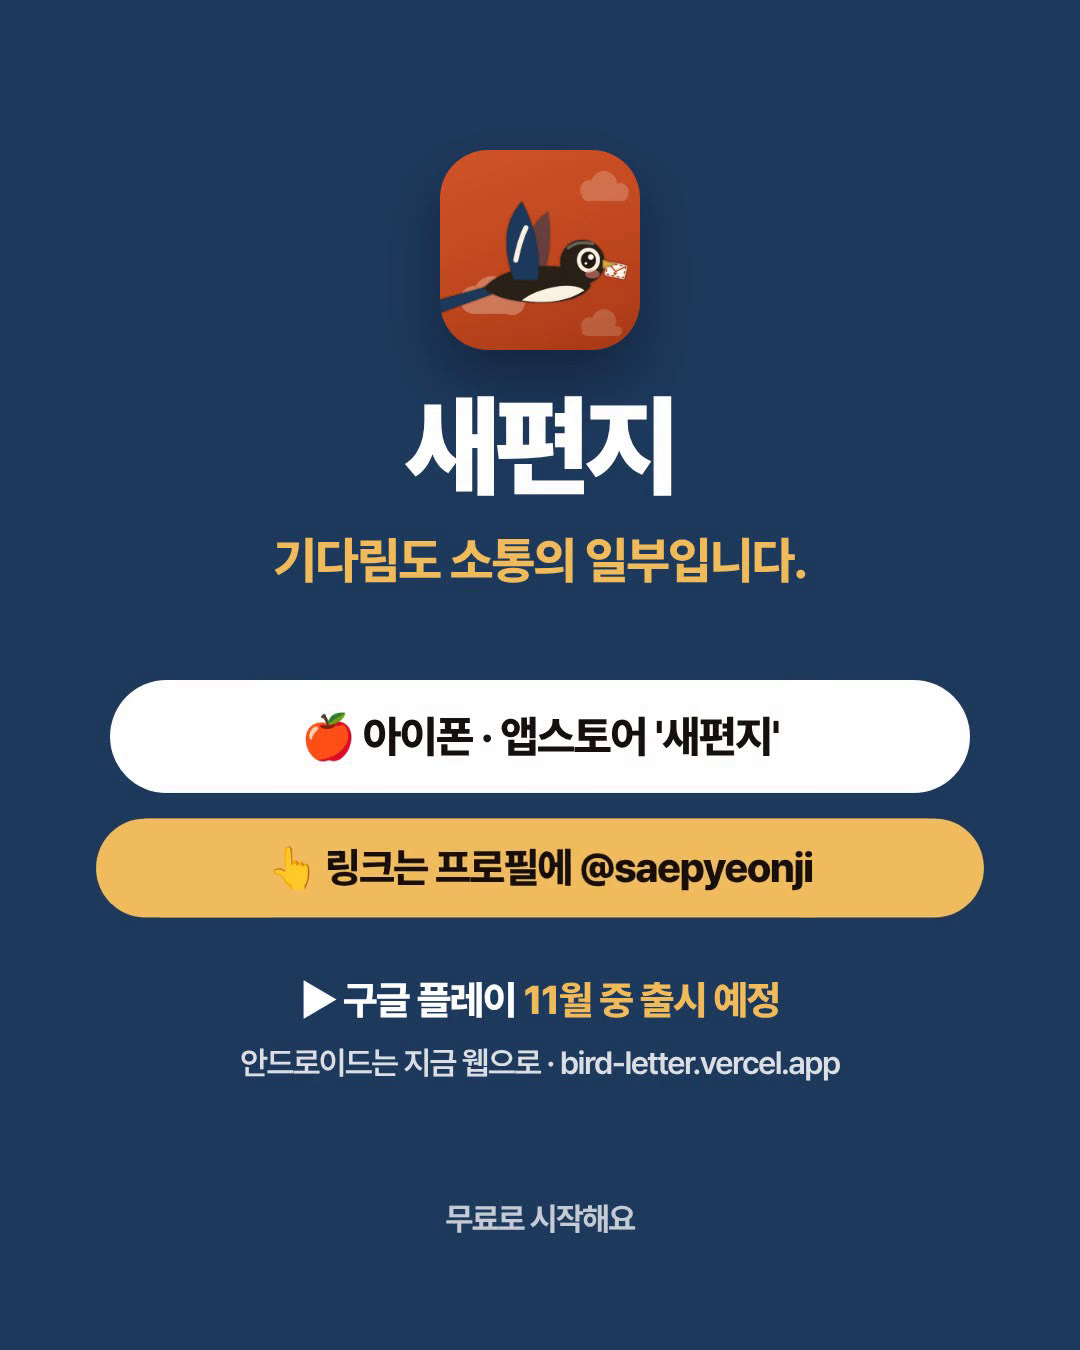 새편지
기다림도 소통의 일부입니다.
🍎 아이폰 · 앱스토어 '새편지'
👆 링크는 프로필에 @saepyeonji
▶ 구글 플레이 11월 중 출시 예정
안드로이드는 지금 웹으로 · bird-letter.vercel.app
무료로 시작해요